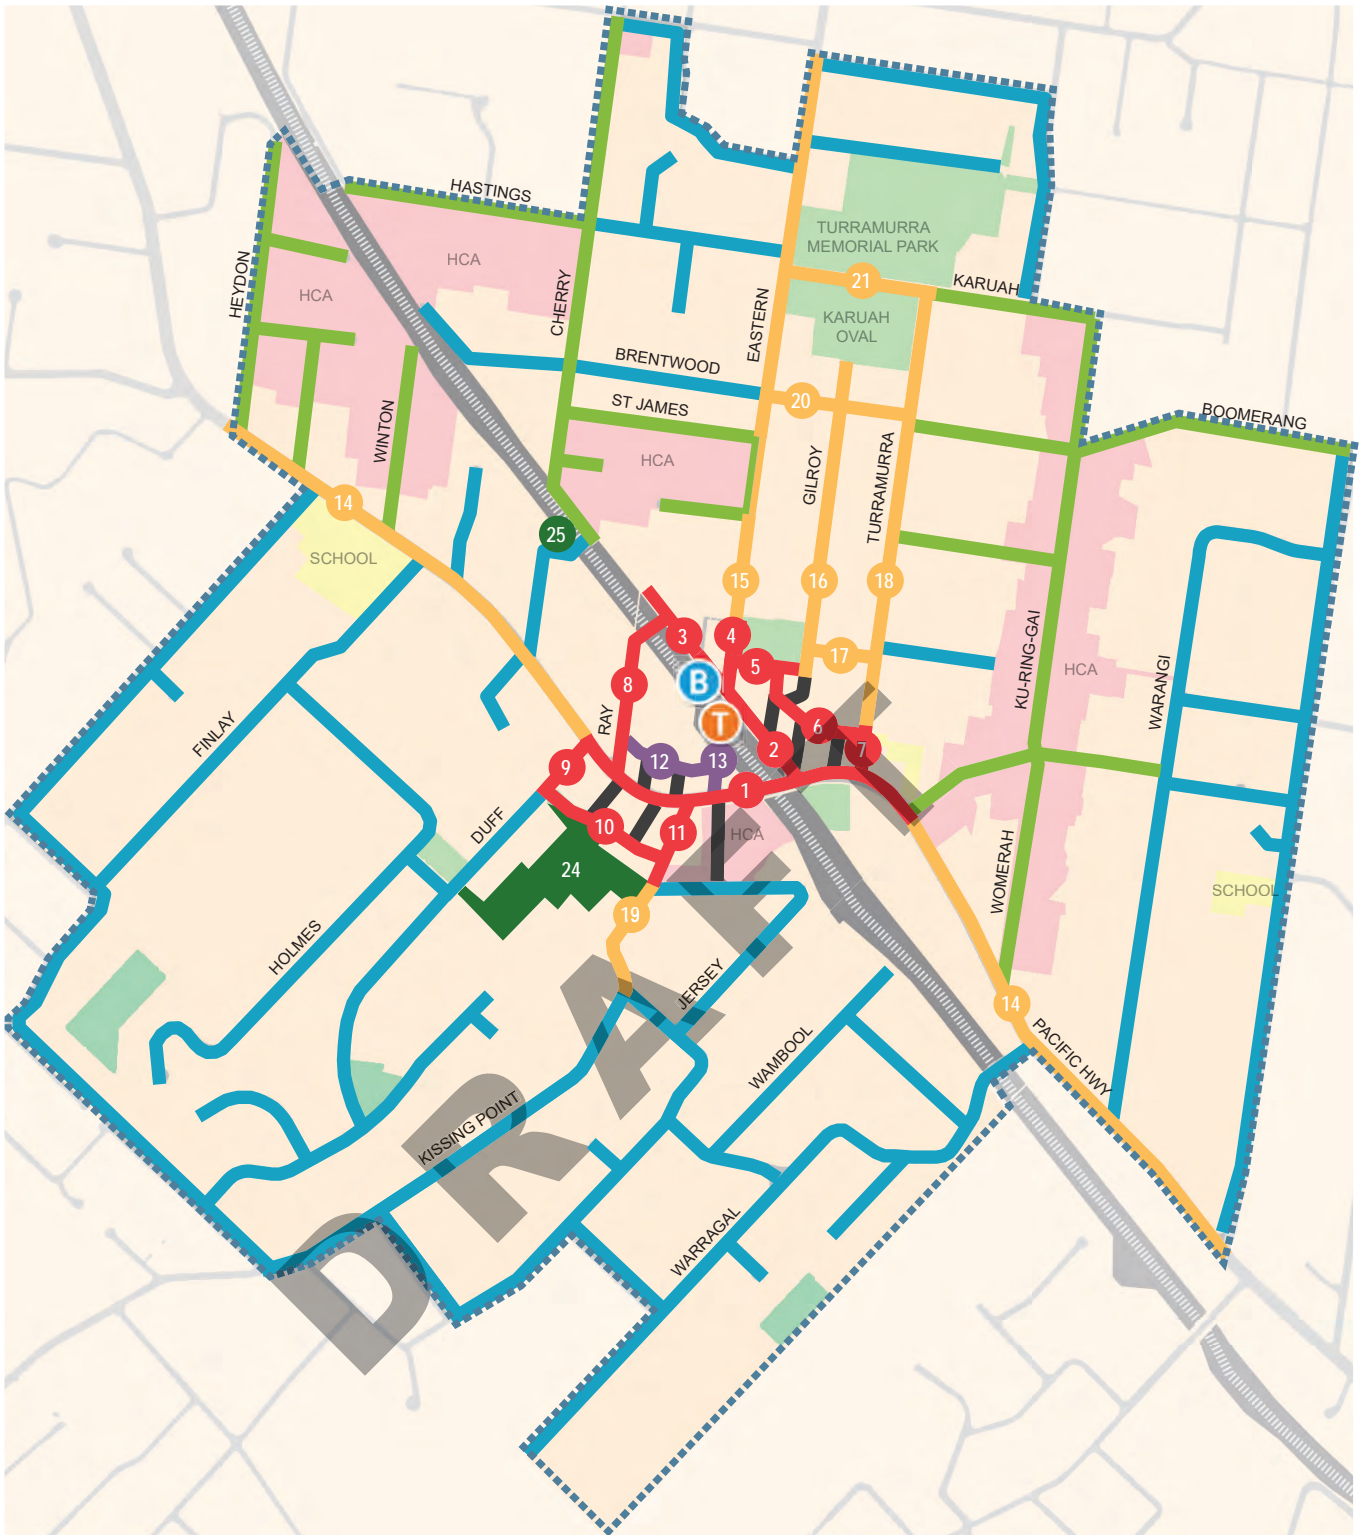 HASTINGS
HCA
HCA
HEYDON
CHERRY
TURRAMURRA
MEMORIAL PARK
21
KARUAH
KARUAH
OVAL
EASTERN
BRENTWOOD
ST JAMES
20
BOOMERANG
WINTON
HCA
GILROY
TURRAMURRA
14
25
SCHOOL
15
16
18
3
4
5
17
KU-RING-GAI
HCA
WARANGI
8
B
T
RAY
FINLAY
6
2
7
12
13
9
1
DUFF
10
11
HCA
24
WOMERAH
SCHOOL
19
HOLMES
JERSEY
14
PACIFIC HWY
WAMBOOL
KISSING POINT
WARRAGAL
DRAFT